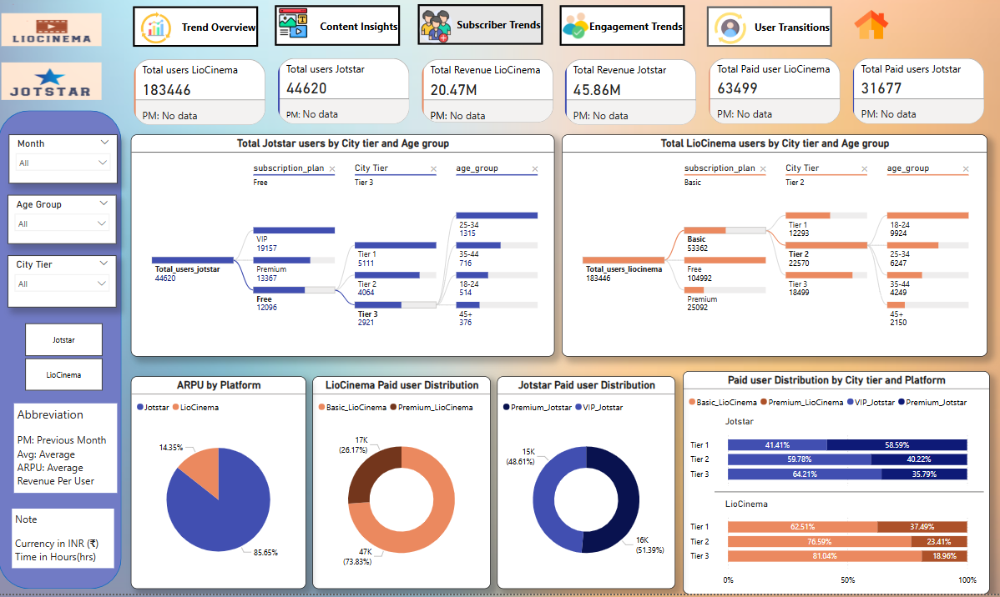 LIOCINEMA
JOTSTAR
Trend Overview
Content Insights
Subscriber Trends
Engagement Trends
User Transitions
Total users LioCinema
183446
PM: No data
Total users Jotstar
44620
PM: No data
Total Revenue LioCinema
20.47M
PM: No data
Total Revenue Jotstar
45.86M
PM: No data
Total Paid user LioCinema
63499
PM: No data
Total Paid users Jotstar
31677
PM: No data
Month
All
Age Group
All
City Tier
All
Jotstar
LioCinema
Abbreviation
PM: Previous Month
Avg: Average
ARPU: Average
Revenue Per User
Note
Currency in INR (₹)
Time in Hours(hrs)
Total Jotstar users by City tier and Age group
subscription_plan
Free
City Tier
Tier 3
age_group
Total_users_jotstar
44620
VIP
19157
Premium
13367
Free
12096
Tier 1
5111
Tier 2
4064
Tier 3
2921
25-34
1315
35-44
716
18-24
514
45+
376
Total LioCinema users by City tier and Age group
subscription_plan
Basic
City Tier
Tier 2
age_group
Total_users_liocinema
183446
Basic
53362
Free
104992
Premium
25092
Tier 1
12293
Tier 2
22570
Tier 3
18499
18-24
9924
25-34
6247
35-44
4249
45+
2150
ARPU by Platform
Jotstar LioCinema
14.35%
85.65%
LioCinema Paid user Distribution
Basic_LioCinema Premium_LioCinema
17K
(26.17%)
47K
(73.83%)
Jotstar Paid user Distribution
Premium_Jotstar VIP_Jotstar
15K
(48.61%)
16K
(51.39%)
Paid user Distribution by City tier and Platform
Basic_LioCinema Premium_LioCinema VIP_Jotstar Premium_Jotstar
Jotstar
Tier 1 41.41% 58.59%
Tier 2 59.78% 40.22%
Tier 3 64.21% 35.79%
LioCinema
Tier 1 62.51% 37.49%
Tier 2 76.59% 23.41%
Tier 3 81.04% 18.96%
0% 50% 100%